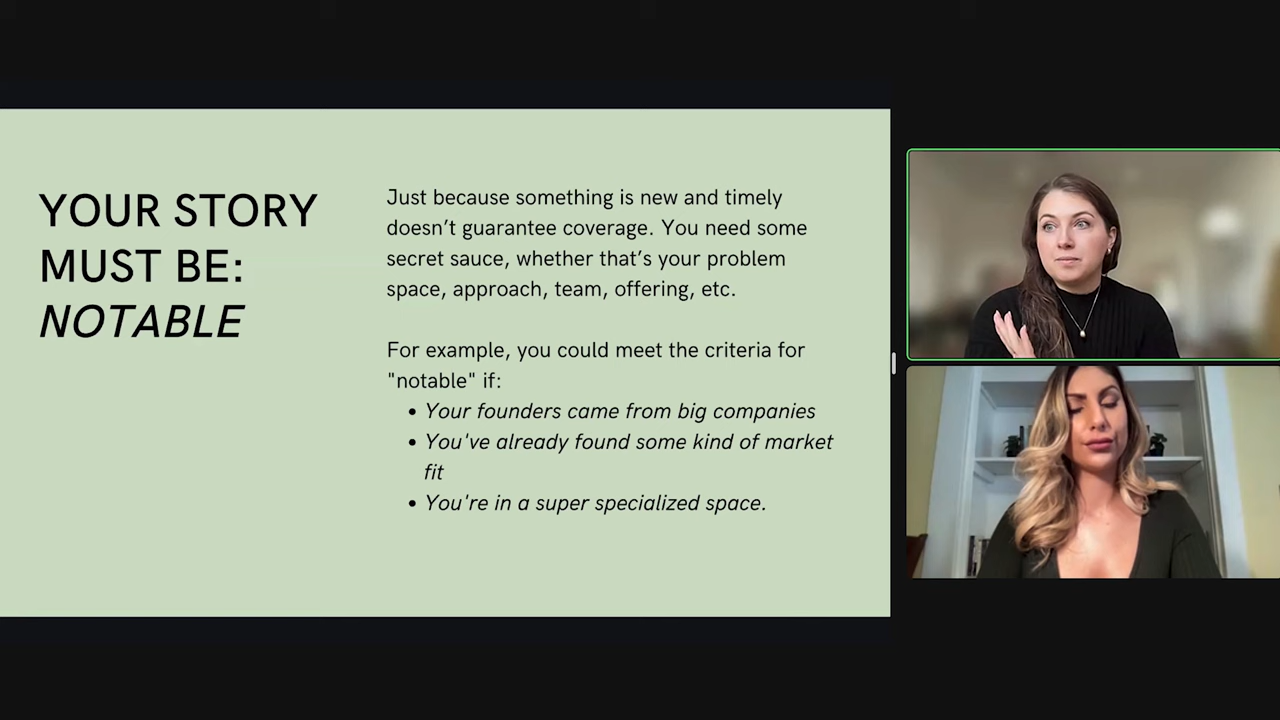 YOUR STORY
MUST BE:
NOTABLE
Just because something is new and timely
doesn’t guarantee coverage. You need some
secret sauce, whether that’s your problem
space, approach, team, offering, etc.
For example, you could meet the criteria for
"notable" if:
• Your founders came from big companies
• You've already found some kind of market
fit
• You're in a super specialized space.